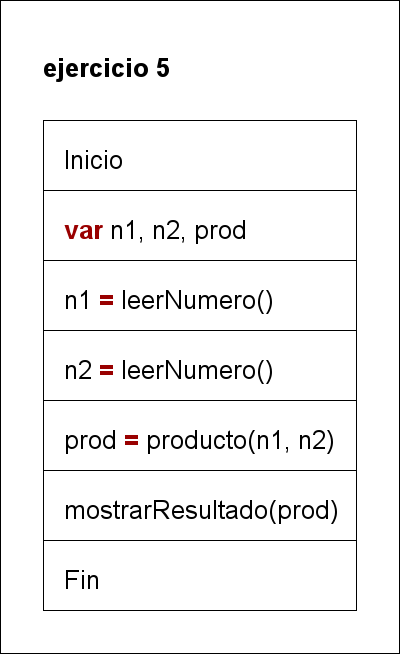 ejercicio 5
Inicio
var n1, n2, prod
n1 = leerNumero()
n2 = leerNumero()
prod = producto(n1, n2)
mostrarResultado(prod)
Fin